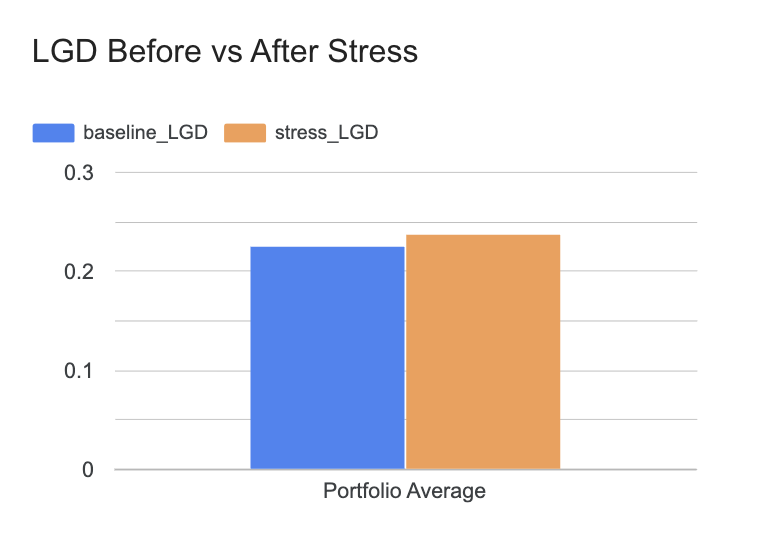 LGD Before vs After Stress
baseline_LGD stress_LGD
0.3
0.2
0.1
0
Portfolio Average